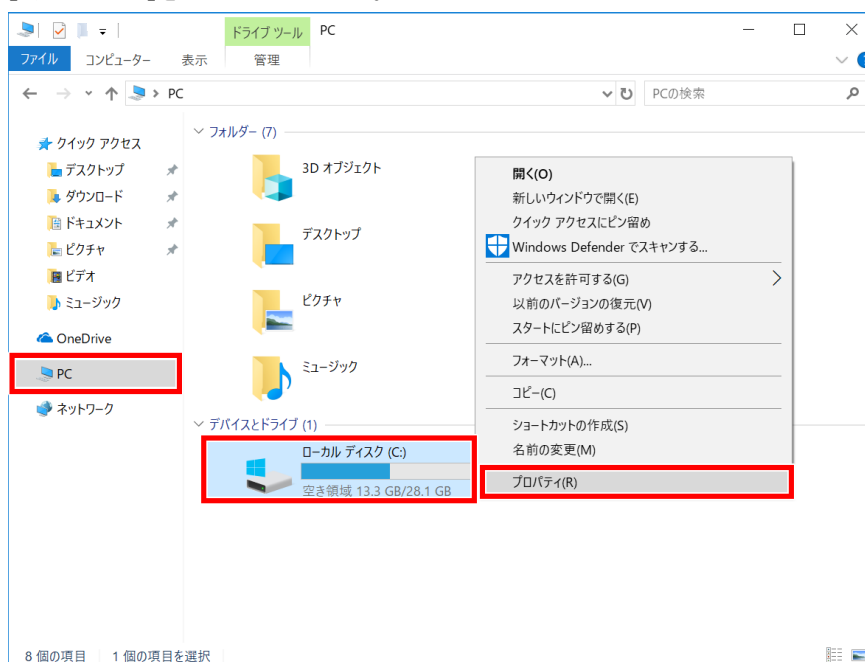 ドライブ ツール
PC
ファイル
コンピューター
表示
管理
PC
PCの検索
クイック アクセス
デスクトップ
ダウンロード
ドキュメント
ピクチャ
ビデオ
ミュージック
OneDrive
PC
ネットワーク
フォルダー (7)
3D オブジェクト
デスクトップ
ピクチャ
ミュージック
デバイスとドライブ (1)
ローカル ディスク (C:)
空き領域 13.3 GB/28.1 GB
開く(O)
新しいウィンドウで開く(E)
クイック アクセスにピン留め
Windows Defender でスキャンする...
アクセスを許可する(G)
以前のバージョンの復元(V)
スタートにピン留めする(P)
フォーマット(A)...
コピー(C)
ショートカットの作成(S)
名前の変更(M)
プロパティ(R)
8 個の項目
1 個の項目を選択